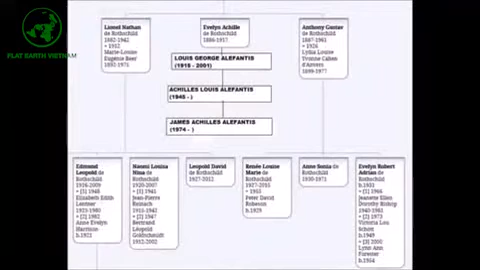 FLAT EARTH VIETNAM
Lionel Nathan
de Rothschild
1882-1942
• 1912
Marie-Louise
Eugénie Beer
1892-1971
Evelyn Achille
de Rothschild
1886-1917
Anthony Gustav
de Rothschild
1887-1961
• 1926
Yvonne Cahen
d'Anvers
1899-1977
LOUIS GEORGE ALEFANTIS
(1915 - 2001)
ACHILLES LOUIS ALEFANTIS
(1945 - )
JAMES ACHILLES ALEFANTIS
(1974 - )
Edmund
Leopold de
Rothschild
1916-2009
• [1] 1948
Elizabeth Edith
Lentner
1923-1980
• [2] 1982
Anne Evelyn
Harrison
b.1921
Naomi Louisa
Nina de
Rothschild
1920-2007
• [1] 1941
Jean-Pierre
Reinach
1915-1942
• [2] 1947
Bertrand
Léopold
Goldschmidt
1912-2002
Leopold David
de Rothschild
1927-2012
Renée Louise
Marie de
Rothschild
1927-2015
• 1955
Peter David
Robeson
b.1929
Anne Sonia de
Rothschild
1930-1971
Evelyn Robert
Adrian de
Rothschild
b.1931
• [1] 1966
Jeanette Ellen
Dorothy Bishop
1940-1981
• [2] 1973
Victoria Lou
Schott
b.1949
• [3] 2000
Lynn Ann
Forester
b.1954